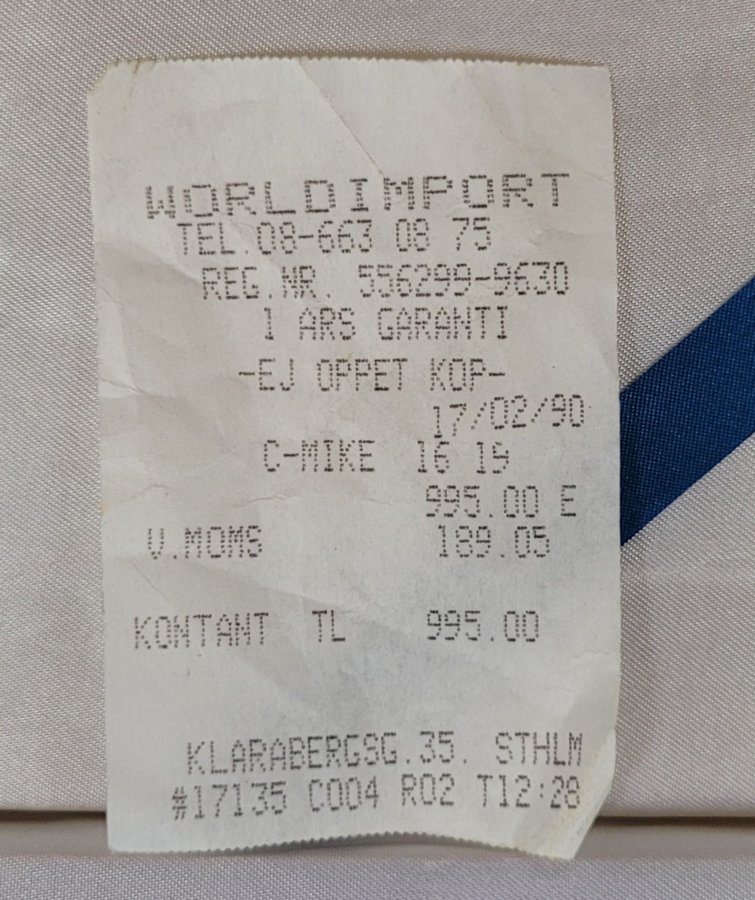 WORLDIMPORT
TEL.08-663 08 75
REG.NR. 556299-9630
1 ARS GARANTI
-EJ OPPET KOP-
17/02/90
C-MIKE 16 19
995.00 E
V.MOMS 189.05
KONTANT TL 995.00
KLARABERGSG.35. STHLM
#17135 C004 R02 T12:28